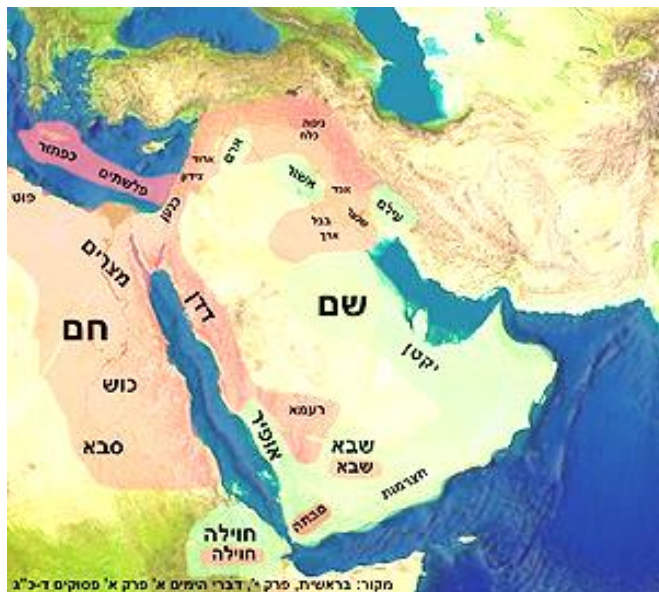 נינוה
כלח
ארם
ארוד
צידון
כפתור
פלשתים
כנען
אשור
אכד
שנער
עילם
בבל
ארך
פוט
מצרים
דדן
שם
חם
יקטן
כוש
סבא
רעמא
אופיר
שבא
שבא
חצרמות
סבתה
חוילה
חוילה
מקור: בראשית, פרק י', דברי הימים א' פרק א' פסוקים ד-כ"ג